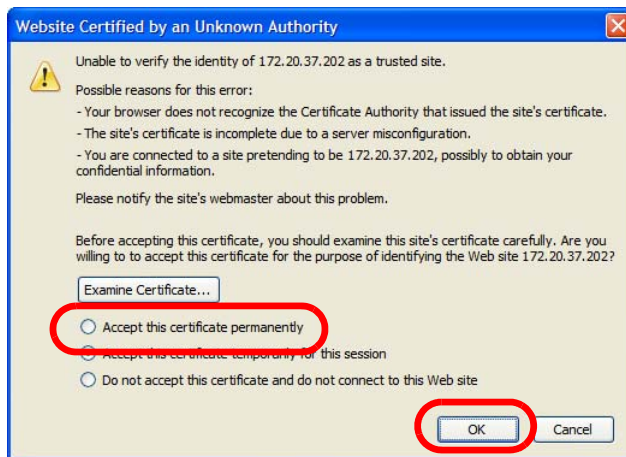 Website Certified by an Unknown Authority
Unable to verify the identity of 172.20.37.202 as a trusted site.
Possible reasons for this error:
- Your browser does not recognize the Certificate Authority that issued the site's certificate.
- The site's certificate is incomplete due to a server misconfiguration.
- You are connected to a site pretending to be 172.20.37.202, possibly to obtain your
confidential information.
Please notify the site's webmaster about this problem.
Before accepting this certificate, you should examine this site's certificate carefully. Are you
willing to to accept this certificate for the purpose of identifying the Web site 172.20.37.202?
Examine Certificate...
Accept this certificate permanently
Accept this certificate temporarily for this session
Do not accept this certificate and do not connect to this Web site
OK Cancel